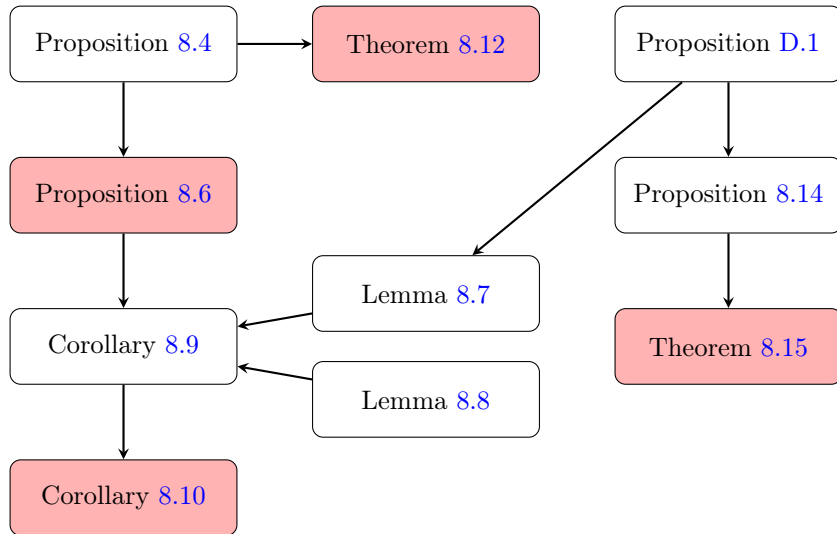 Proposition 8.4
Theorem 8.12
Proposition D.1
Proposition 8.6
Proposition 8.14
Lemma 8.7
Corollary 8.9
Theorem 8.15
Lemma 8.8
Corollary 8.10